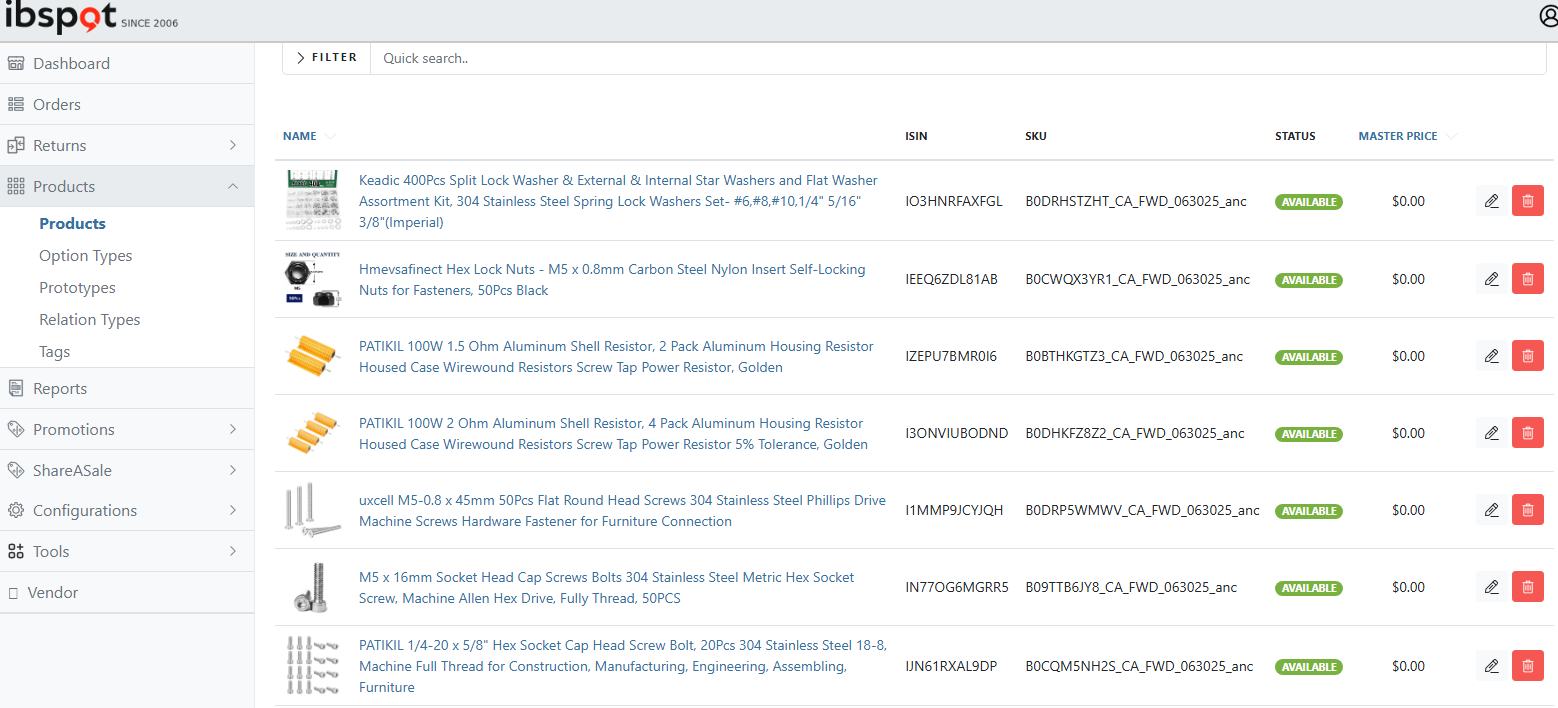 ibspot SINCE 2006
Dashboard
Orders
Returns
Products
Products
Option Types
Prototypes
Relation Types
Tags
Reports
Promotions
ShareASale
Configurations
Tools
Vendor
FILTER Quick search..
NAME ISIN SKU STATUS MASTER PRICE
Keadic 400Pcs Split Lock Washer & External & Internal Star Washers and Flat Washer
Assortment Kit, 304 Stainless Steel Spring Lock Washers Set- #6,#8,#10,1/4" 5/16"
3/8"(Imperial)
IO3HNRFAXFGL B0DRHSTZHT_CA_FWD_063025_anc AVAILABLE $0.00
SIZE AND QUANTITY
M5
50Pcs
Hmevsafinect Hex Lock Nuts - M5 x 0.8mm Carbon Steel Nylon Insert Self-Locking
Nuts for Fasteners, 50Pcs Black
IEEQ6ZDL81AB B0CWQX3YR1_CA_FWD_063025_anc AVAILABLE $0.00
PATIKIL 100W 1.5 Ohm Aluminum Shell Resistor, 2 Pack Aluminum Housing Resistor
Housed Case Wirewound Resistors Screw Tap Power Resistor, Golden
IZEPU7BMR0I6 B0BTHKGTZ3_CA_FWD_063025_anc AVAILABLE $0.00
PATIKIL 100W 2 Ohm Aluminum Shell Resistor, 4 Pack Aluminum Housing Resistor
Housed Case Wirewound Resistors Screw Tap Power Resistor 5% Tolerance, Golden
I3ONVIUBODND B0DHKFZ8Z2_CA_FWD_063025_anc AVAILABLE $0.00
uxcell M5-0.8 x 45mm 50Pcs Flat Round Head Screws 304 Stainless Steel Phillips Drive
Machine Screws Hardware Fastener for Furniture Connection
I1MMP9JCYJQH B0DRP5WMWV_CA_FWD_063025_anc AVAILABLE $0.00
M5 x 16mm Socket Head Cap Screws Bolts 304 Stainless Steel Metric Hex Socket
Screw, Machine Allen Hex Drive, Fully Thread, 50PCS
IN77OG6MGRR5 B09TTB6JY8_CA_FWD_063025_anc AVAILABLE $0.00
PATIKIL 1/4-20 x 5/8" Hex Socket Cap Head Screw Bolt, 20Pcs 304 Stainless Steel 18-8,
Machine Full Thread for Construction, Manufacturing, Engineering, Assembling,
Furniture
IJN61RXAL9DP B0CQM5NH2S_CA_FWD_063025_anc AVAILABLE $0.00